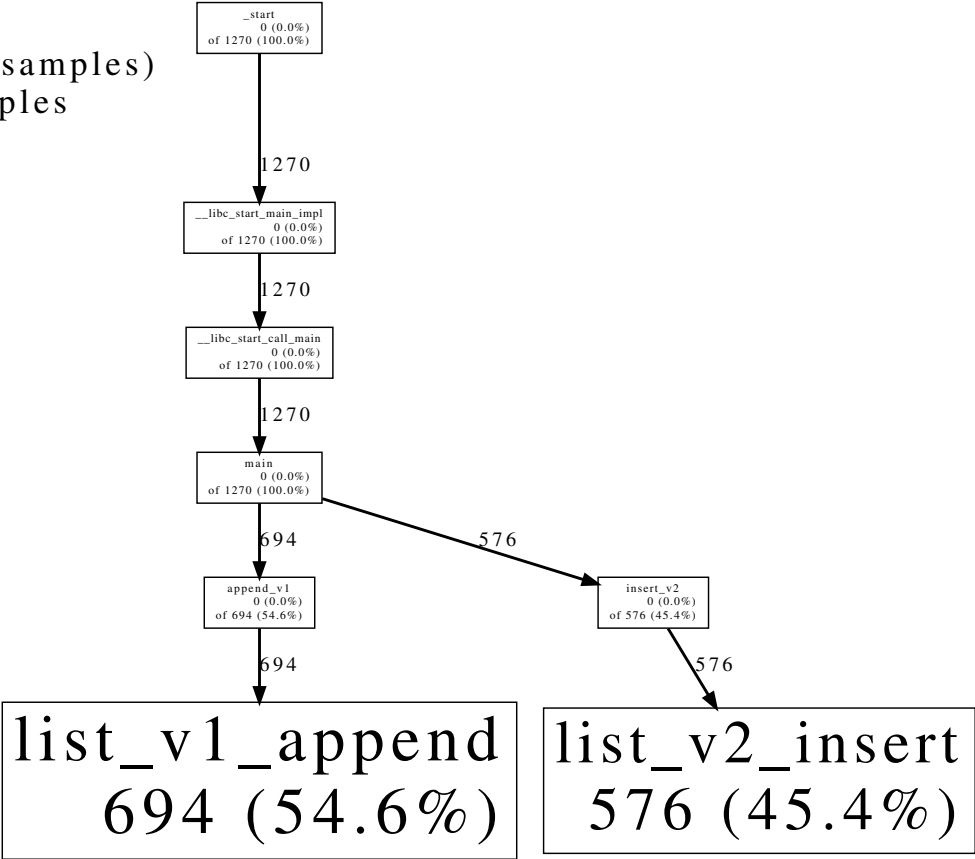 _start
0 (0.0%)
of 1270 (100.0%)
samples)
ples
1270
__libc_start_main_impl
0 (0.0%)
of 1270 (100.0%)
1270
__libc_start_call_main
0 (0.0%)
of 1270 (100.0%)
1270
main
0 (0.0%)
of 1270 (100.0%)
694
576
append_v1
0 (0.0%)
of 694 (54.6%)
insert_v2
0 (0.0%)
of 576 (45.4%)
694
576
list_v1_append
694 (54.6%)
list_v2_insert
576 (45.4%)